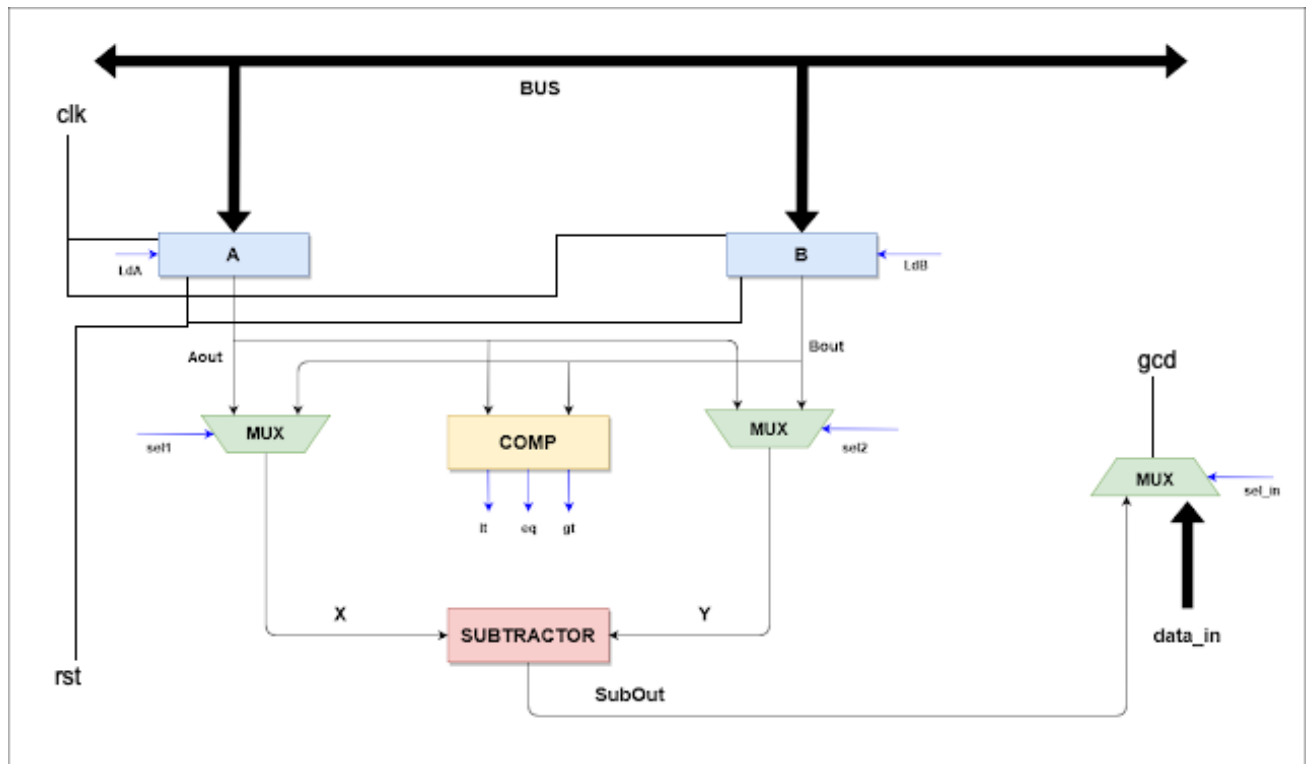 BUS
clk
A
B
LdA
LdB
Aout
Bout
gcd
MUX
COMP
MUX
sel1
sel2
MUX
sel_in
lt
eq
gt
X
SUBTRACTOR
Y
data_in
rst
SubOut